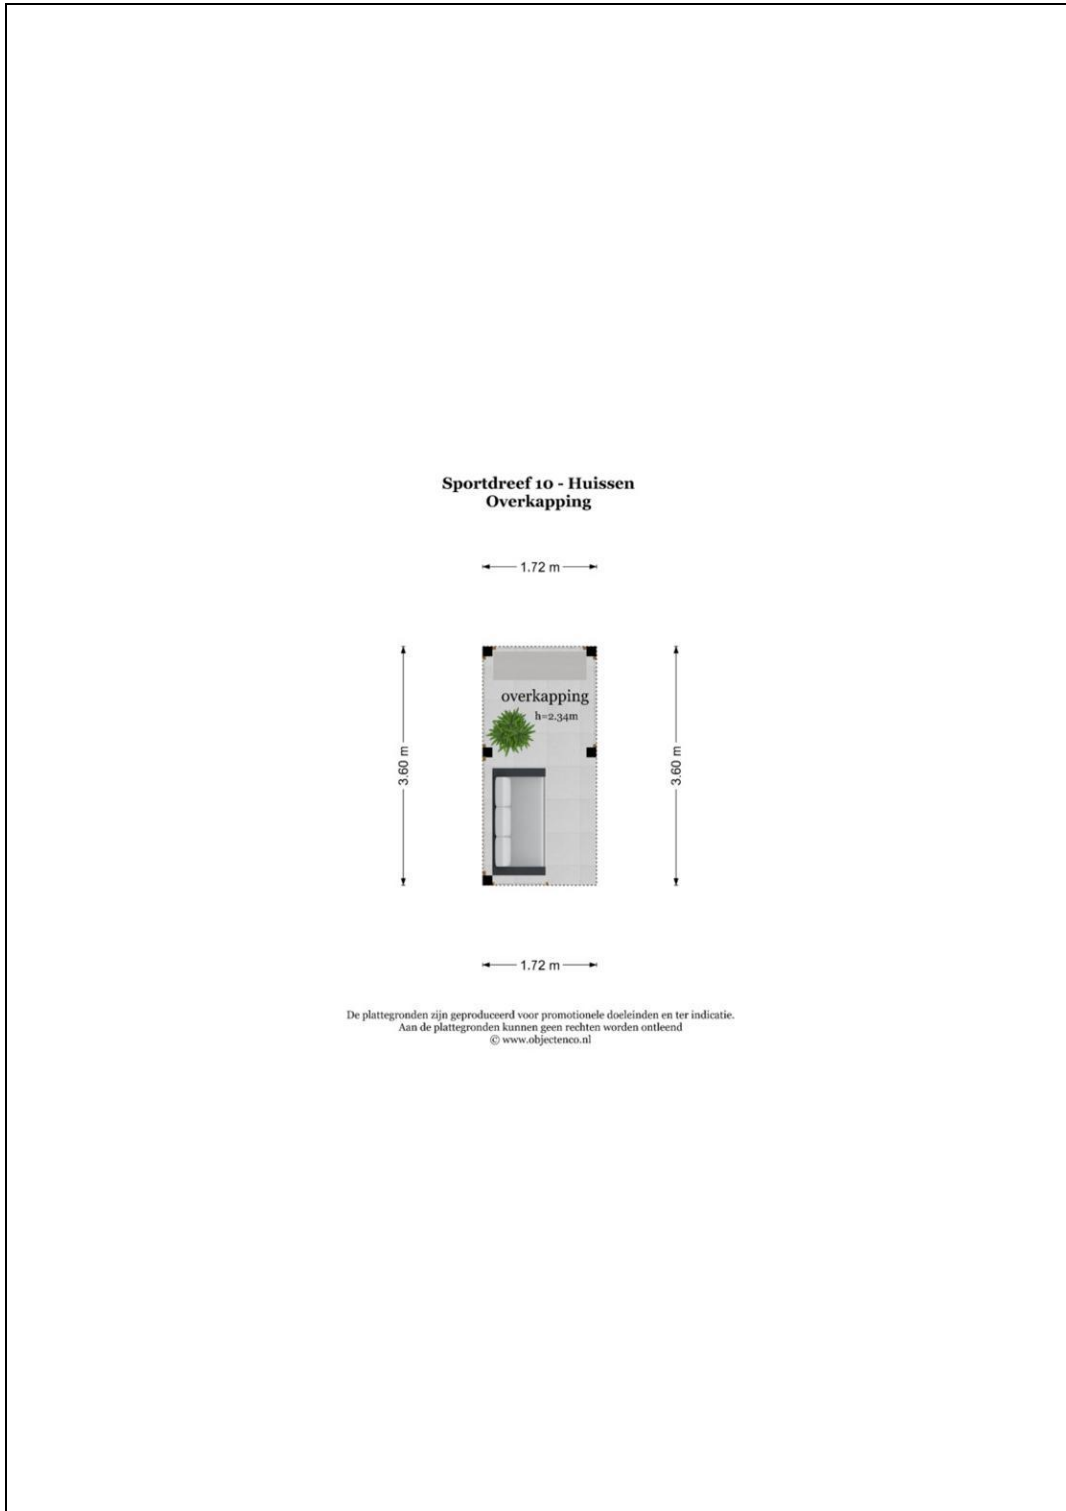 Sportdreef 10 - Huissen
Overkapping
1.72 m
overkapping
h=2.34m
3.60 m
3.60 m
1.72 m
De plattegronden zijn geproduceerd voor promotionele doeleinden en ter indicatie.
Aan de plattegronden kunnen geen rechten worden ontleend
© www.objectenco.nl